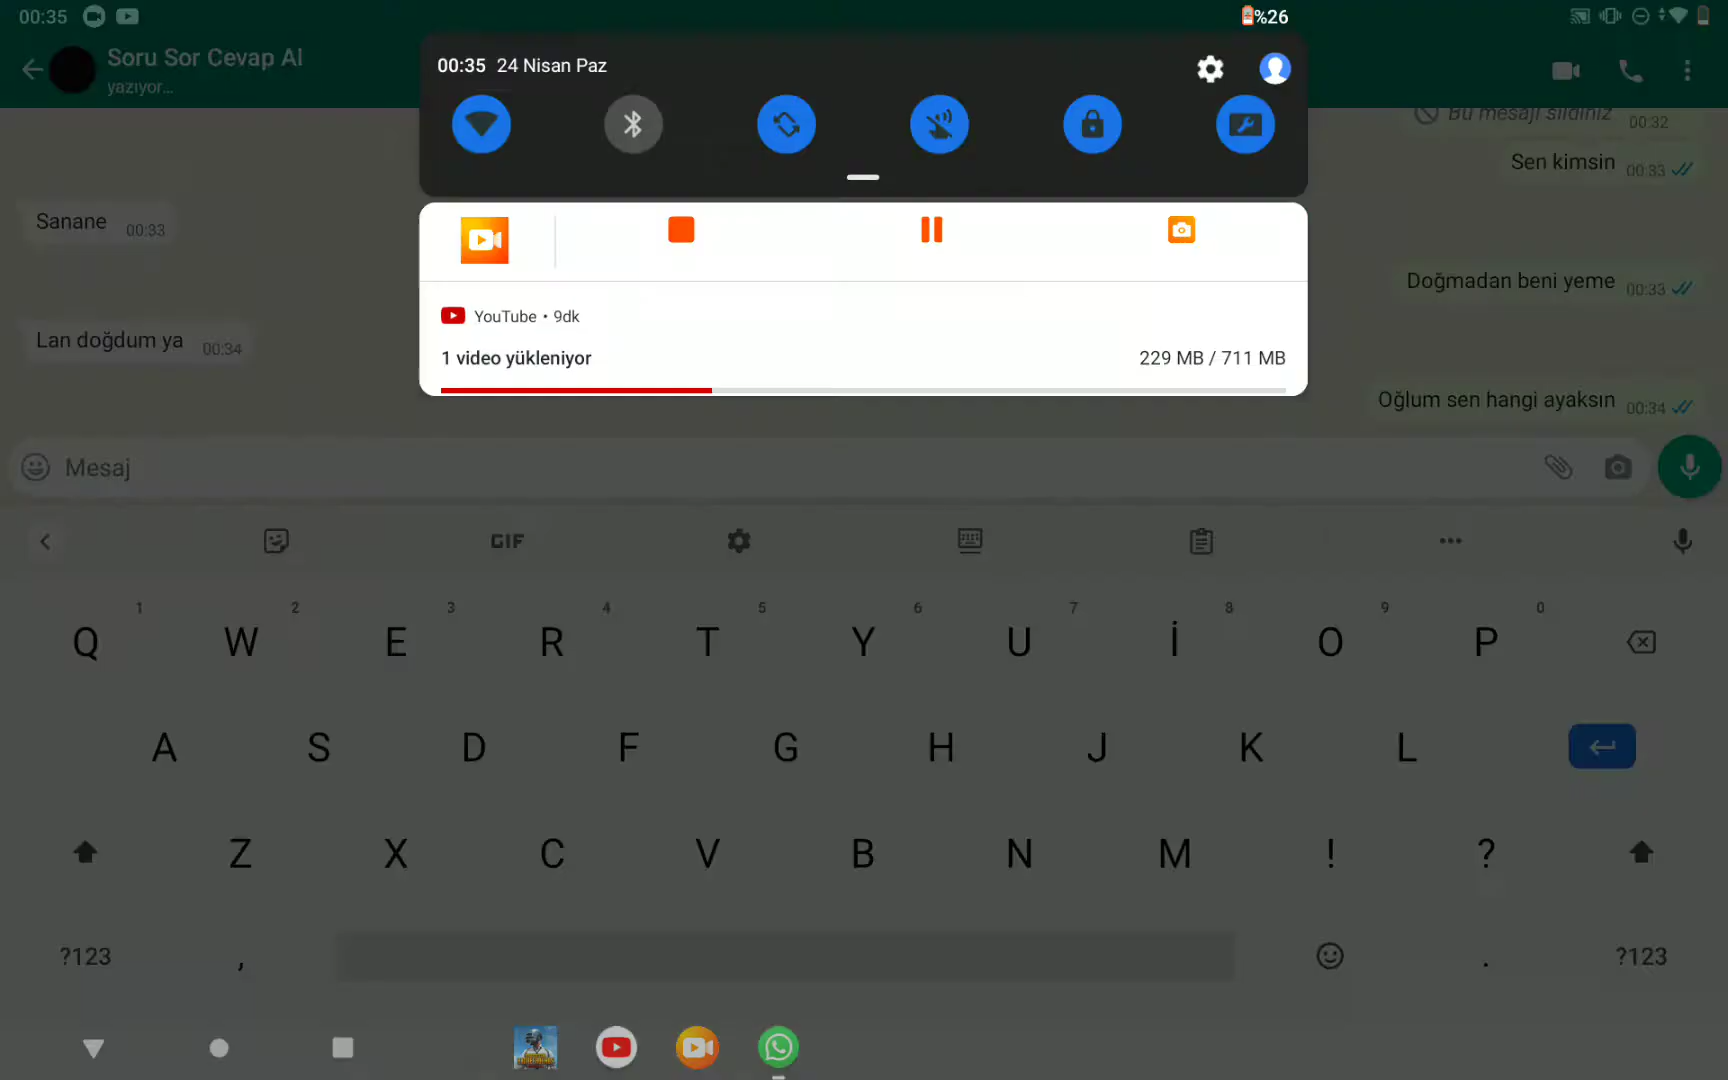 00:35
%26
Soru Sor Cevap Al
yazıyor...
00:35 24 Nisan Paz
Bu mesajı sildiniz 00:32
Sen kimsin 00:33
Sanane 00:33
Doğmadan beni yeme 00:33
YouTube • 9dk
1 video yükleniyor
229 MB / 711 MB
Lan doğdum ya 00:34
Oğlum sen hangi ayaksın 00:34
Mesaj
GIF
1 2 3 4 5 6 7 8 9 0
Q W E R T Y U İ O P
A S D F G H J K L
Z X C V B N M ! ?
?123 , . ?123